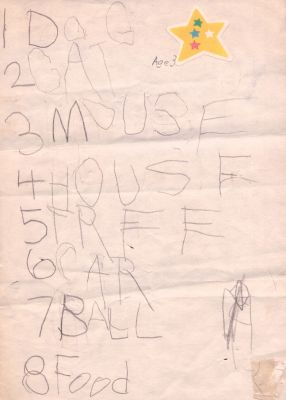 1 DOG
Age 3
2 CAT
3 MOUSE
4 HOUSE
5 TREE
6 CAR
7 BALL
8 Food